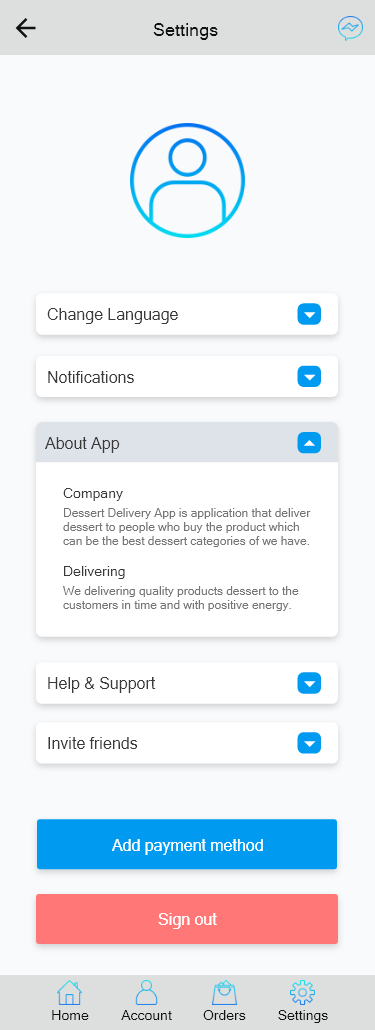 Settings
Change Language
Notifications
About App
Company
Dessert Delivery App is application that deliver
dessert to people who buy the product which
can be the best dessert categories of we have.
Delivering
We delivering quality products dessert to the
customers in time and with positive energy.
Help & Support
Invite friends
Add payment method
Sign out
Home
Account
Orders
Settings